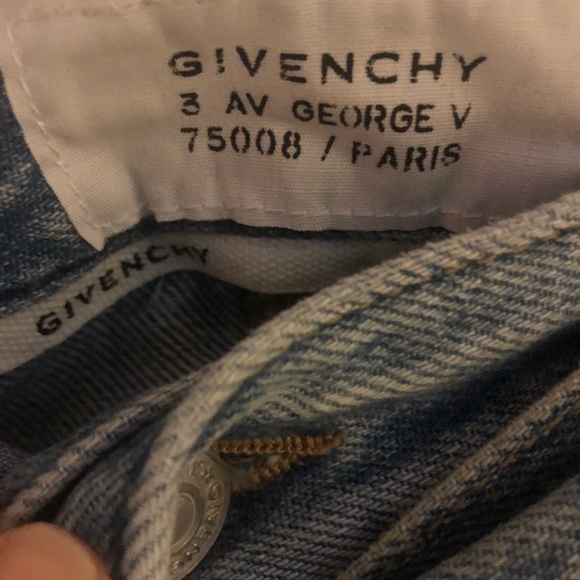 GIVENCHY
3 AV GEORGE V
75008 / PARIS
GIVENCHY